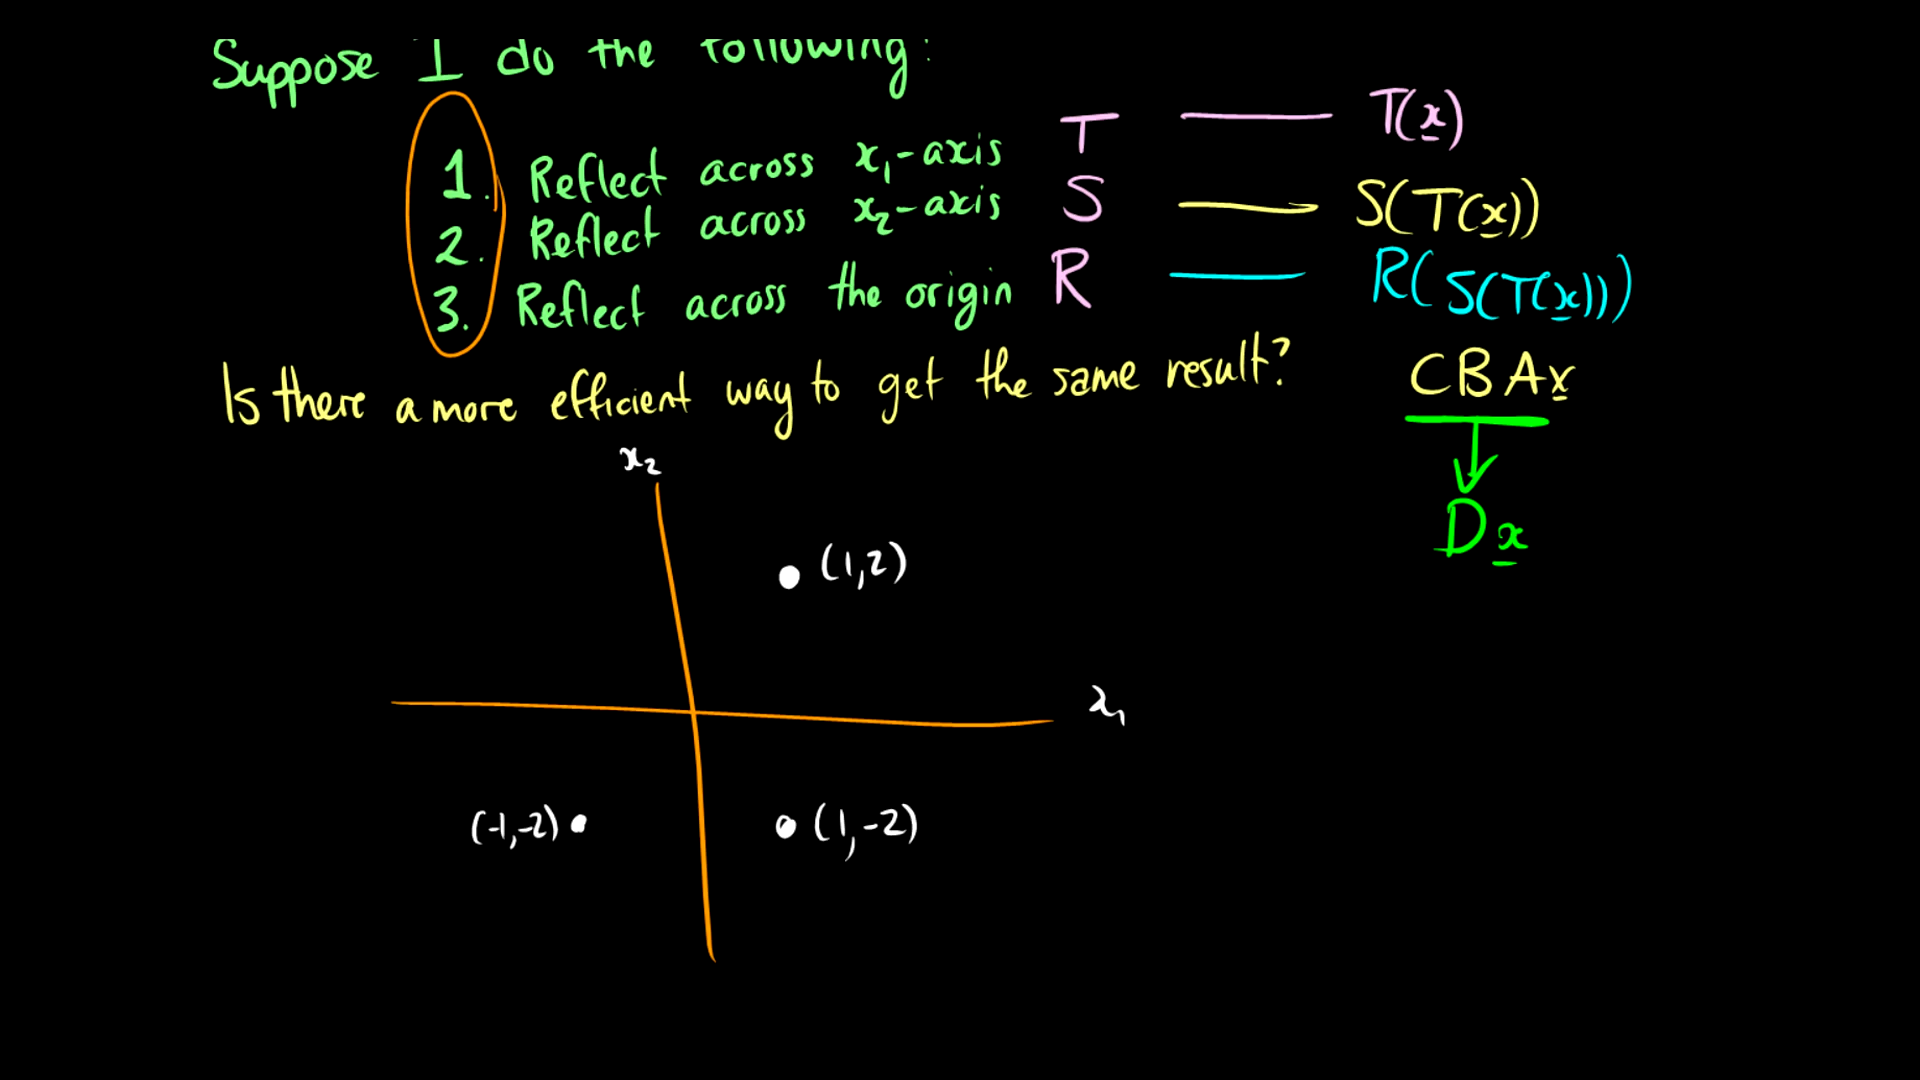 Suppose I do the following:
1. Reflect across x₁-axis T T(x)
2. Reflect across x₂-axis S S(T(x))
3. Reflect across the origin R R(S(T(x)))
Is there a more efficient way to get the same result? CBAx
Dx
x₂
(1,2)
x₁
(-1,-2) (1,-2)